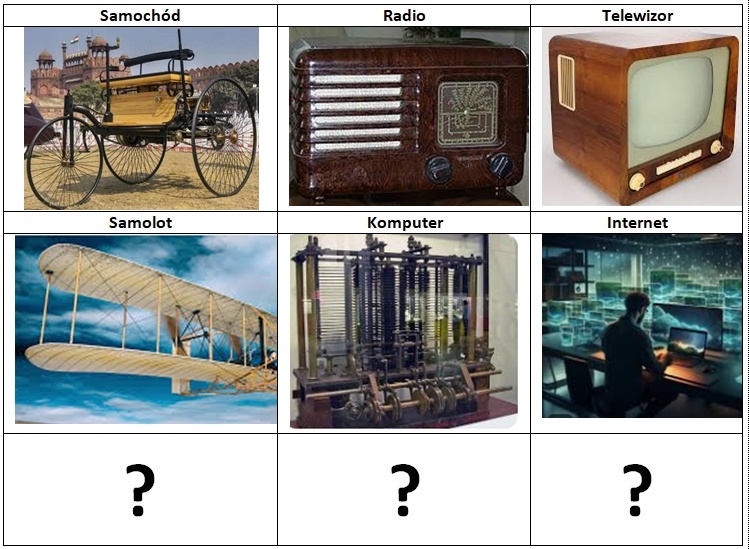 Samochód Radio Telewizor
Samolot Komputer Internet
? ? ?